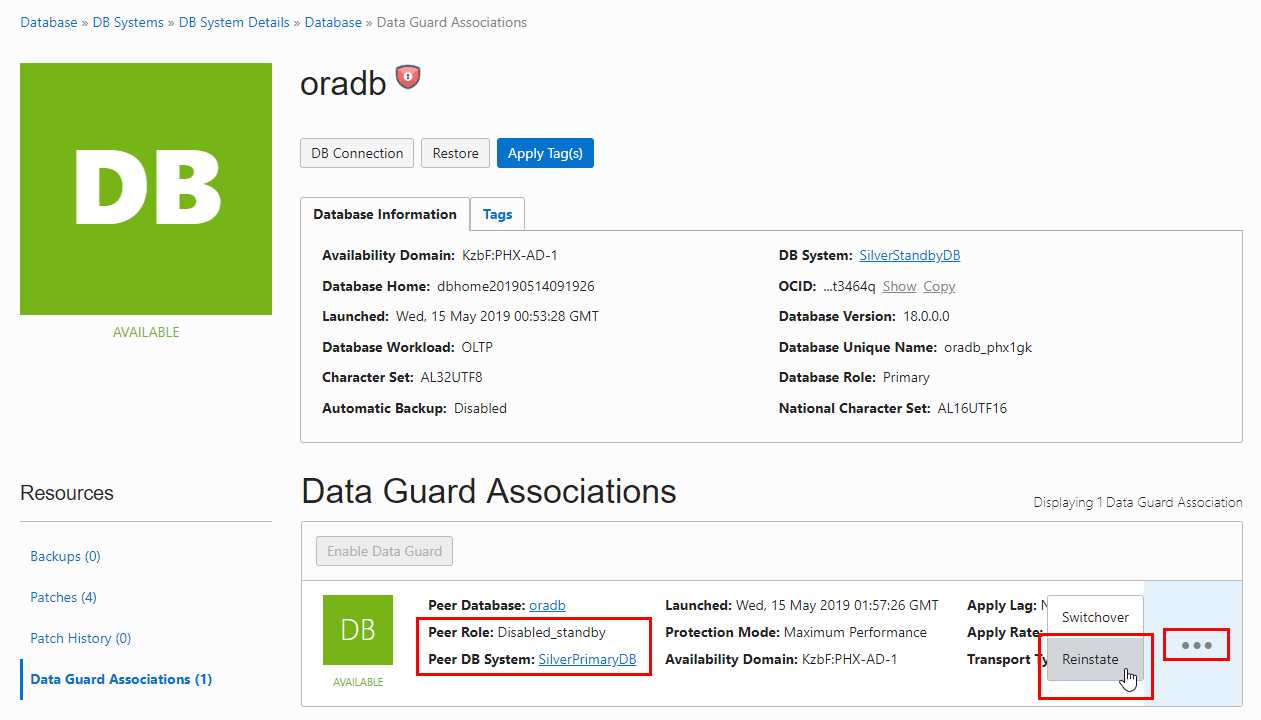 Database » DB Systems » DB System Details » Database » Data Guard Associations
DB
AVAILABLE
oradb
DB Connection Restore Apply Tag(s)
Database Information Tags
Availability Domain: KzbF:PHX-AD-1
Database Home: dbhome20190514091926
Launched: Wed, 15 May 2019 00:53:28 GMT
Database Workload: OLTP
Character Set: AL32UTF8
Automatic Backup: Disabled
DB System: SilverStandbyDB
OCID: ...t3464q Show Copy
Database Version: 18.0.0.0
Database Unique Name: oradb_phx1gk
Database Role: Primary
National Character Set: AL16UTF16
Resources
Backups (0)
Patches (4)
Patch History (0)
Data Guard Associations (1)
Data Guard Associations
Displaying 1 Data Guard Association
Enable Data Guard
DB
AVAILABLE
Peer Database: oradb
Peer Role: Disabled_standby
Peer DB System: SilverPrimaryDB
Launched: Wed, 15 May 2019 01:57:26 GMT
Protection Mode: Maximum Performance
Availability Domain: KzbF:PHX-AD-1
Apply Lag:
Apply Rate:
Transport
Switchover
Reinstate